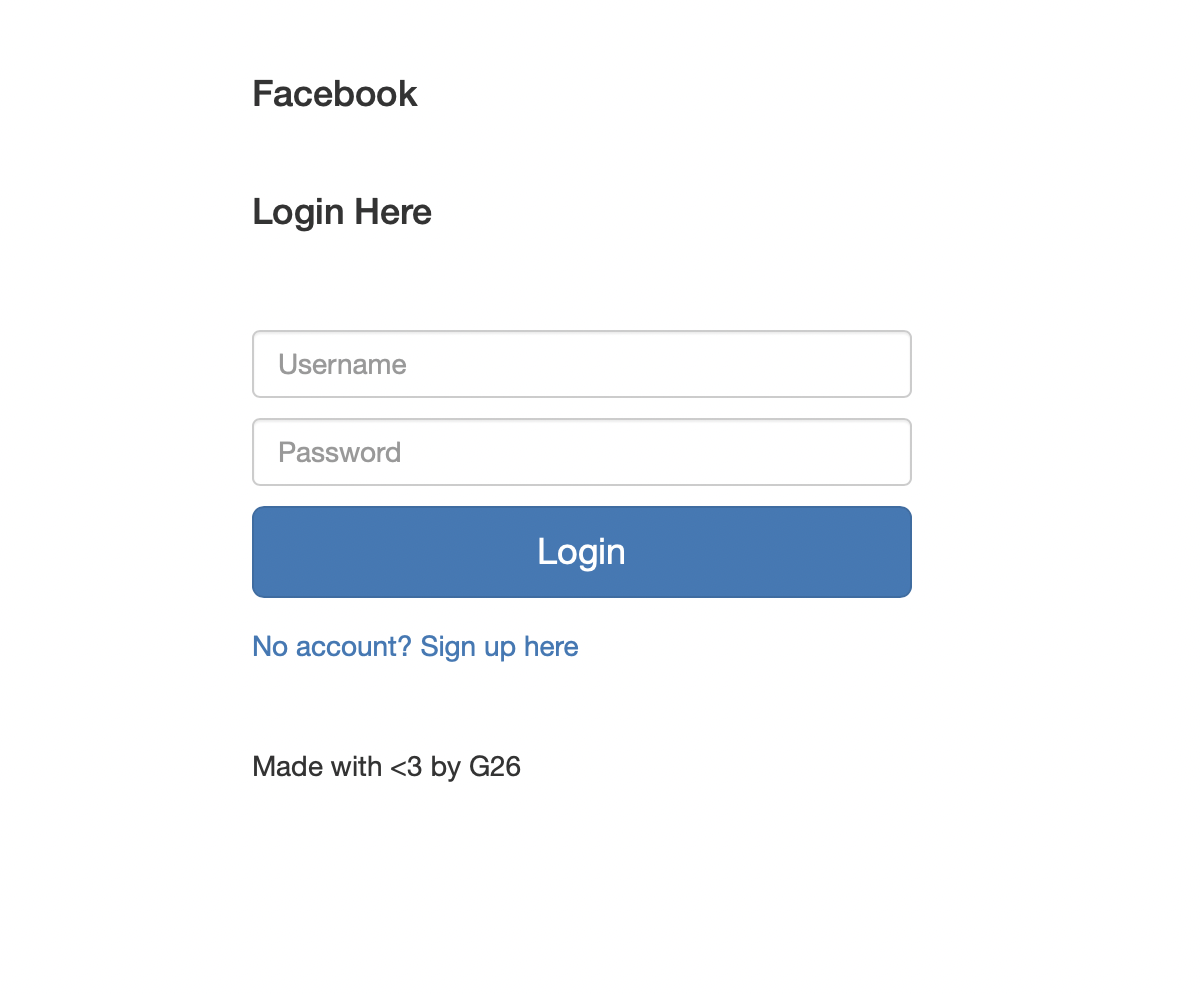 Facebook
Login Here
Username
Password
Login
No account? Sign up here
Made with <3 by G26